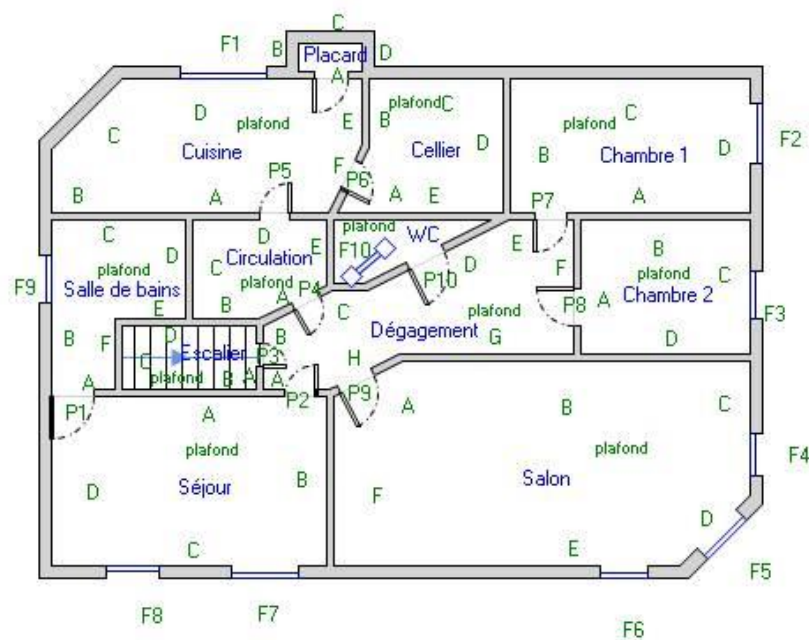 C
F1
B
D
Placard
A
plafond
C
D
C
plafond
E
B
C
D
plafond
C
B
D
F2
Cuisine
Cellier
Chambre 1
P5
F
P6
B
A
A
E
P7
A
plafond
C
D
D
E
F10
WC
E
B
plafond
C
Circulation
plafond
C
plafond
F9
Salle de bains
E
B
A
P4
P10
D
F
P8
A
Chambre 2
F3
B
F
D
C
Escalier
plafond
B
A
P3
B
A
C
Dégagement
plafond
G
D
H
A
P1
P2
P9
A
B
C
A
plafond
D
Séjour
B
F
Salon
plafond
F4
C
E
D
F5
F8
F7
F6